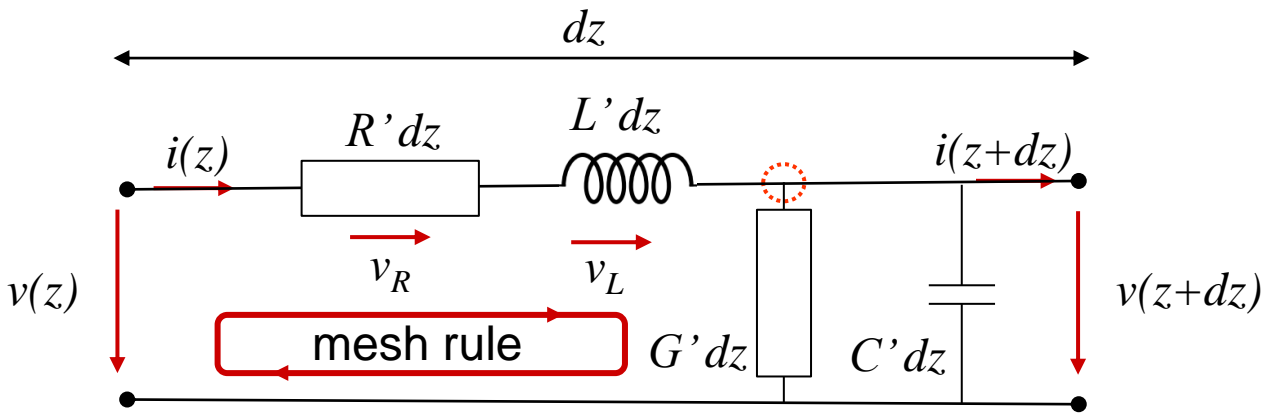 dz
R’dz
L’dz
i(z)
i(z+dz)
v_R
v_L
v(z)
v(z+dz)
mesh rule
G’dz
C’dz